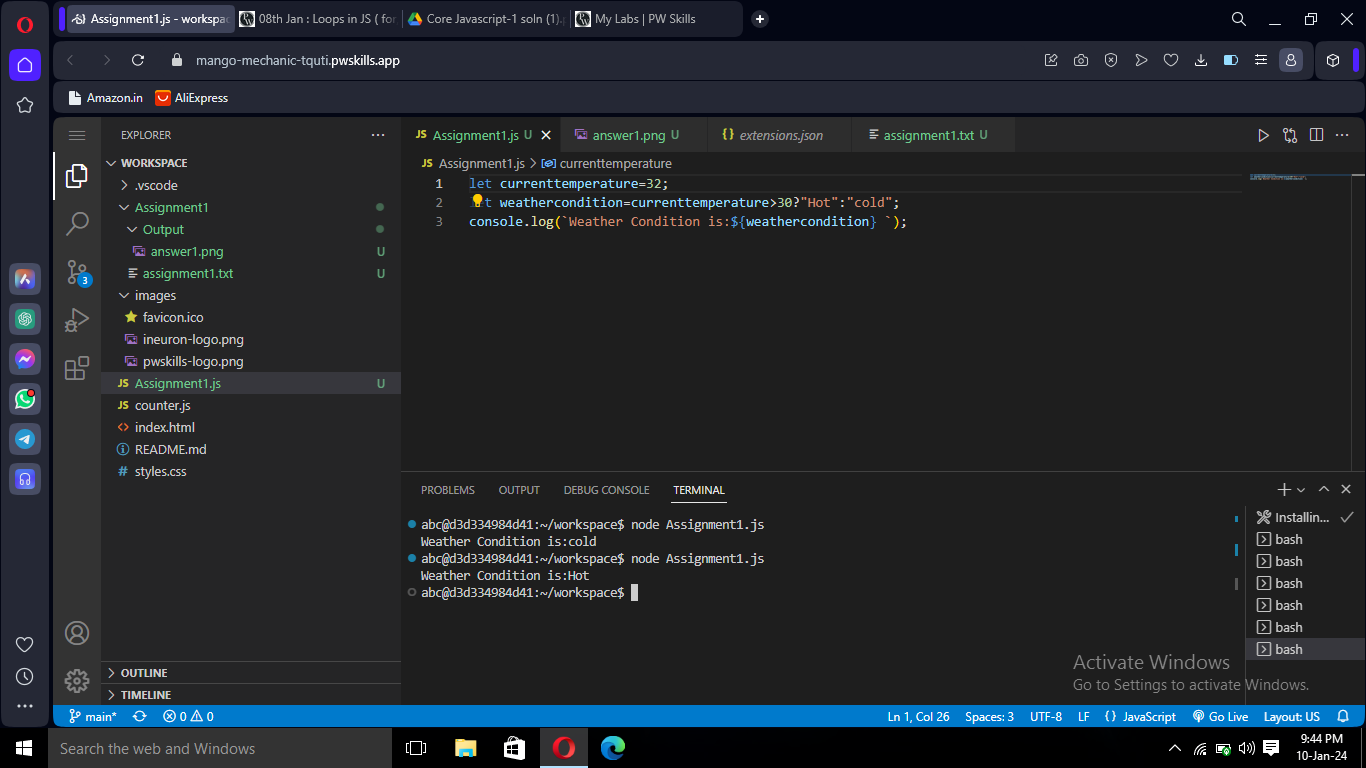 Assignment1.js - workspac
08th Jan : Loops in JS ( for
Core Javascript-1 soln (1).p
My Labs | PW Skills
mango-mechanic-tquti.pwskills.app
Amazon.in
AliExpress
EXPLORER
WORKSPACE
.vscode
Assignment1
Output
answer1.png U
assignment1.txt U
images
favicon.ico
ineuron-logo.png
pwskills-logo.png
JS Assignment1.js U
JS counter.js
<> index.html
README.md
# styles.css
OUTLINE
TIMELINE
3
JS Assignment1.js U
answer1.png U
{} extensions.json
assignment1.txt U
JS Assignment1.js > currenttemperature
1 let currenttemperature=32;
2 t weathercondition=currenttemperature>30?"Hot":"cold";
3 console.log(`Weather Condition is:${weathercondition} `);
PROBLEMS OUTPUT DEBUG CONSOLE TERMINAL
abc@d3d334984d41:~/workspace$ node Assignment1.js
Weather Condition is:cold
abc@d3d334984d41:~/workspace$ node Assignment1.js
Weather Condition is:Hot
abc@d3d334984d41:~/workspace$
Installin...
bash
bash
bash
bash
bash
bash
Activate Windows
Go to Settings to activate Windows.
main* 0 0
Ln 1, Col 26 Spaces: 3 UTF-8 LF {} JavaScript Go Live Layout: US
Search the web and Windows
9:44 PM
10-Jan-24